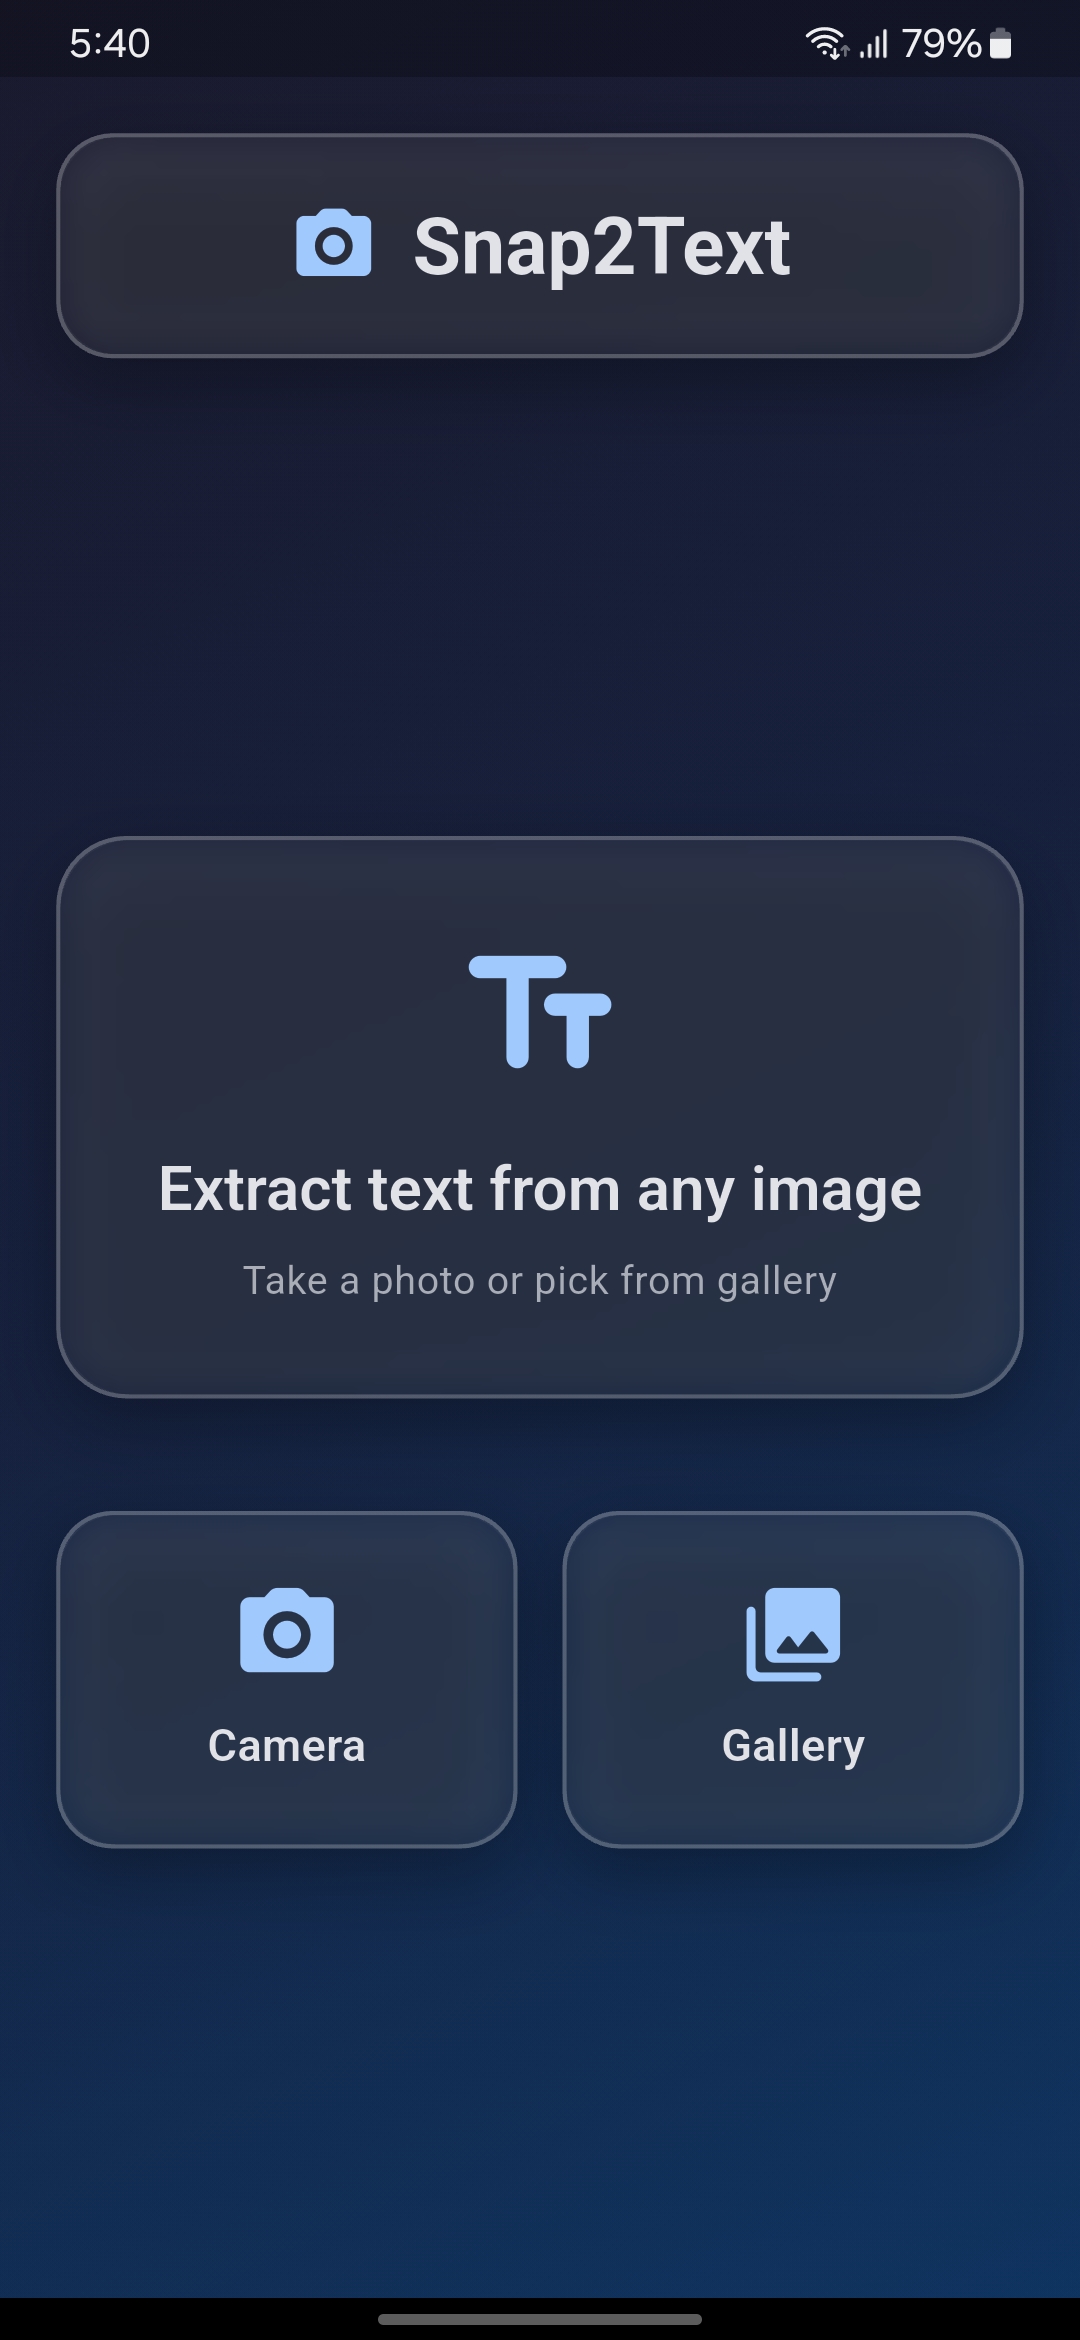 5:40
79%
Snap2Text
Extract text from any image
Take a photo or pick from gallery
Camera
Gallery